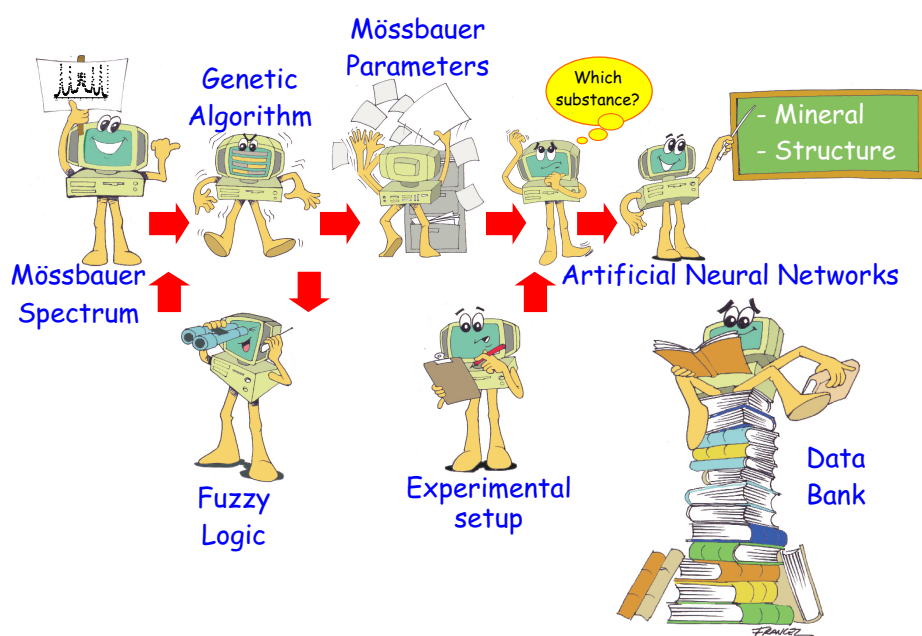 Mössbauer
Parameters
Genetic
Algorithm
Which
substance?
- Mineral
- Structure
Mössbauer
Spectrum
Artificial Neural Networks
Fuzzy
Logic
Experimental
setup
Data
Bank
FRANCEZ